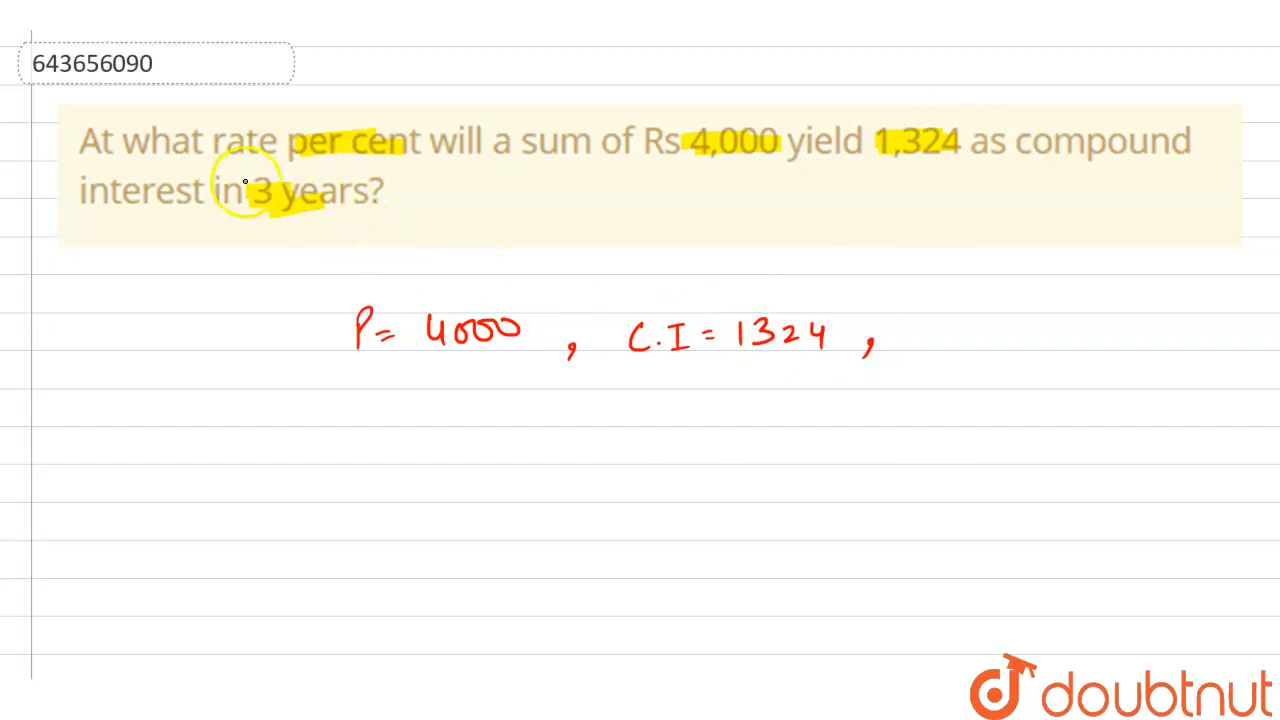 643656090
At what rate per cent will a sum of Rs 4,000 yield 1,324 as compound
interest in 3 years?
P= 4000 , C.I = 1324 ,
doubtnut